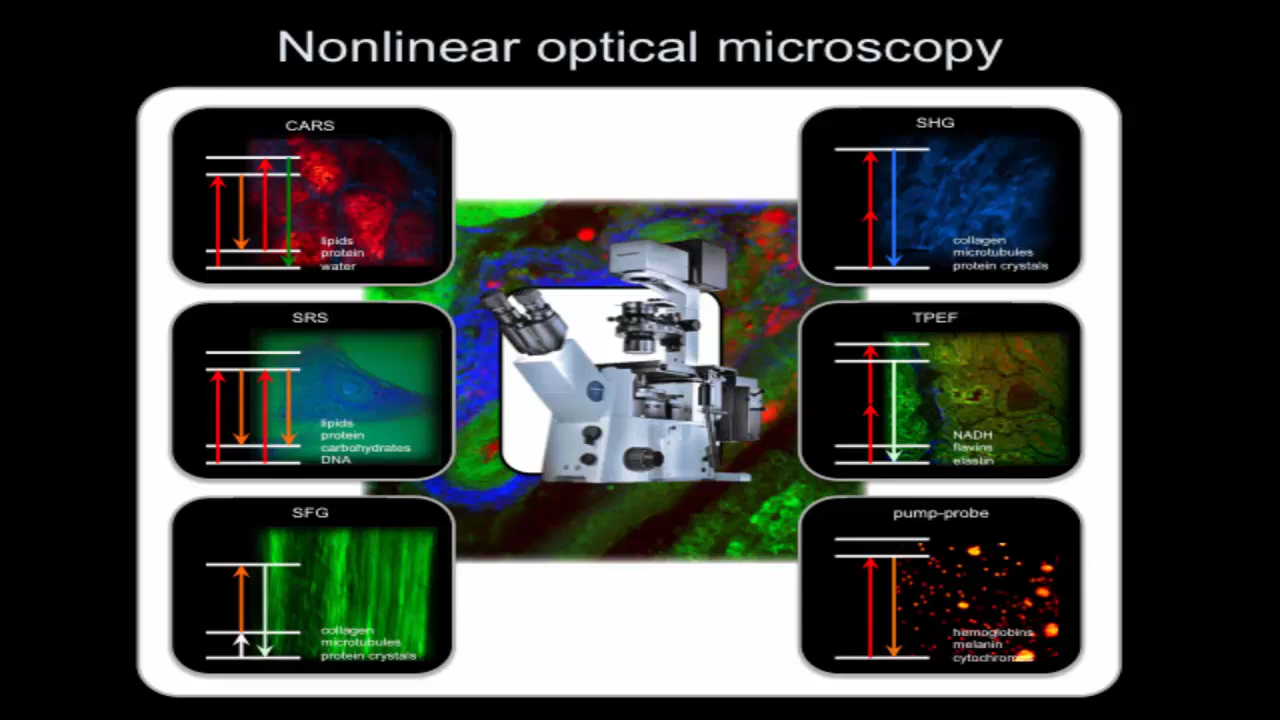 Nonlinear optical microscopy
CARS
lipids
protein
water
SHG
collagen
microtubules
protein crystals
SRS
lipids
protein
carbohydrates
DNA
TPEF
NADH
flavins
elastin
SFG
collagen
microtubules
protein crystals
pump-probe
hemoglobins
melanin
cytochromes